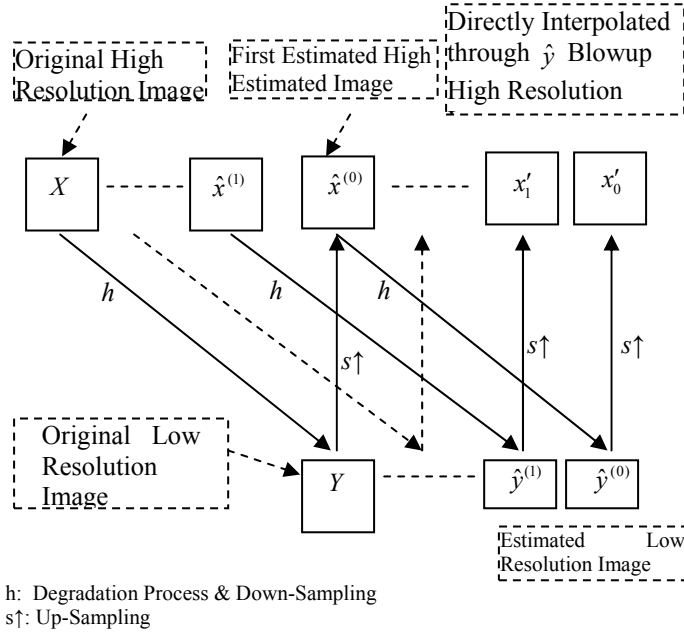 Original High
Resolution Image
First Estimated High
Estimated Image
Directly Interpolated
through ŷ Blowup
High Resolution
X
x̂⁽¹⁾
x̂⁽⁰⁾
x′₁
x′₀
h
h
h
s↑
s↑
s↑
Original Low
Resolution
Image
Y
ŷ⁽¹⁾
ŷ⁽⁰⁾
Estimated Low
Resolution Image
h: Degradation Process & Down-Sampling
s↑: Up-Sampling